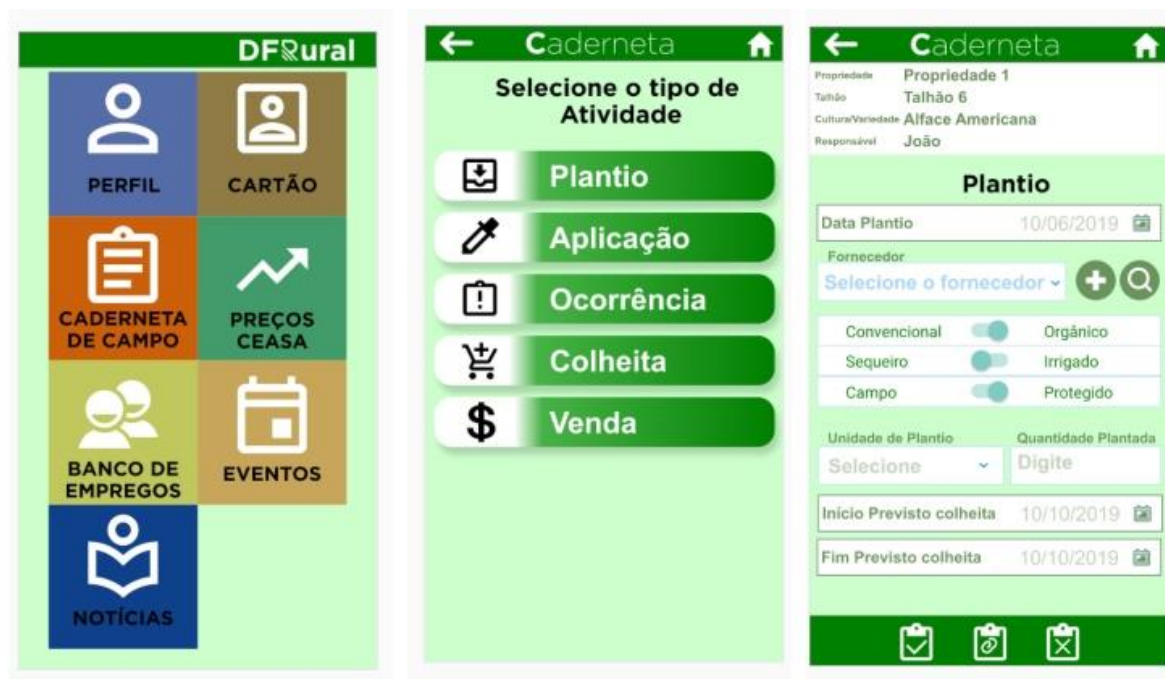 DFRural
PERFIL
CARTÃO
CADERNETA
DE CAMPO
PREÇOS
CEASA
BANCO DE
EMPREGOS
EVENTOS
NOTÍCIAS
Caderneta
Selecione o tipo de
Atividade
Plantio
Aplicação
Ocorrência
Colheita
$ Venda
Caderneta
Propriedade Propriedade 1
Talhão Talhão 6
Cultura/Variedade Alface Americana
Responsável João
Plantio
Data Plantio 10/06/2019
Fornecedor
Selecione o fornecedor
Convencional Orgânico
Sequeiro Irrigado
Campo Protegido
Unidade de Plantio Quantidade Plantada
Selecione Digite
Início Previsto colheita 10/10/2019
Fim Previsto colheita 10/10/2019